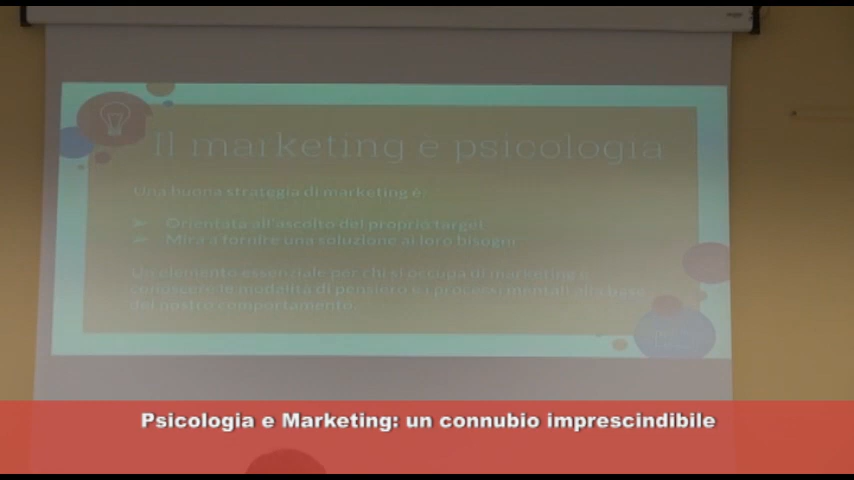 Il marketing è psicologia
Una buona strategia di marketing è:
Orientata all'ascolto del proprio target
Mira a fornire una soluzione ai loro bisogni
Un elemento essenziale per chi si occupa di marketing è
conoscere le modalità di pensiero e i processi mentali alla base
del nostro comportamento.
Psicologia e Marketing: un connubio imprescindibile